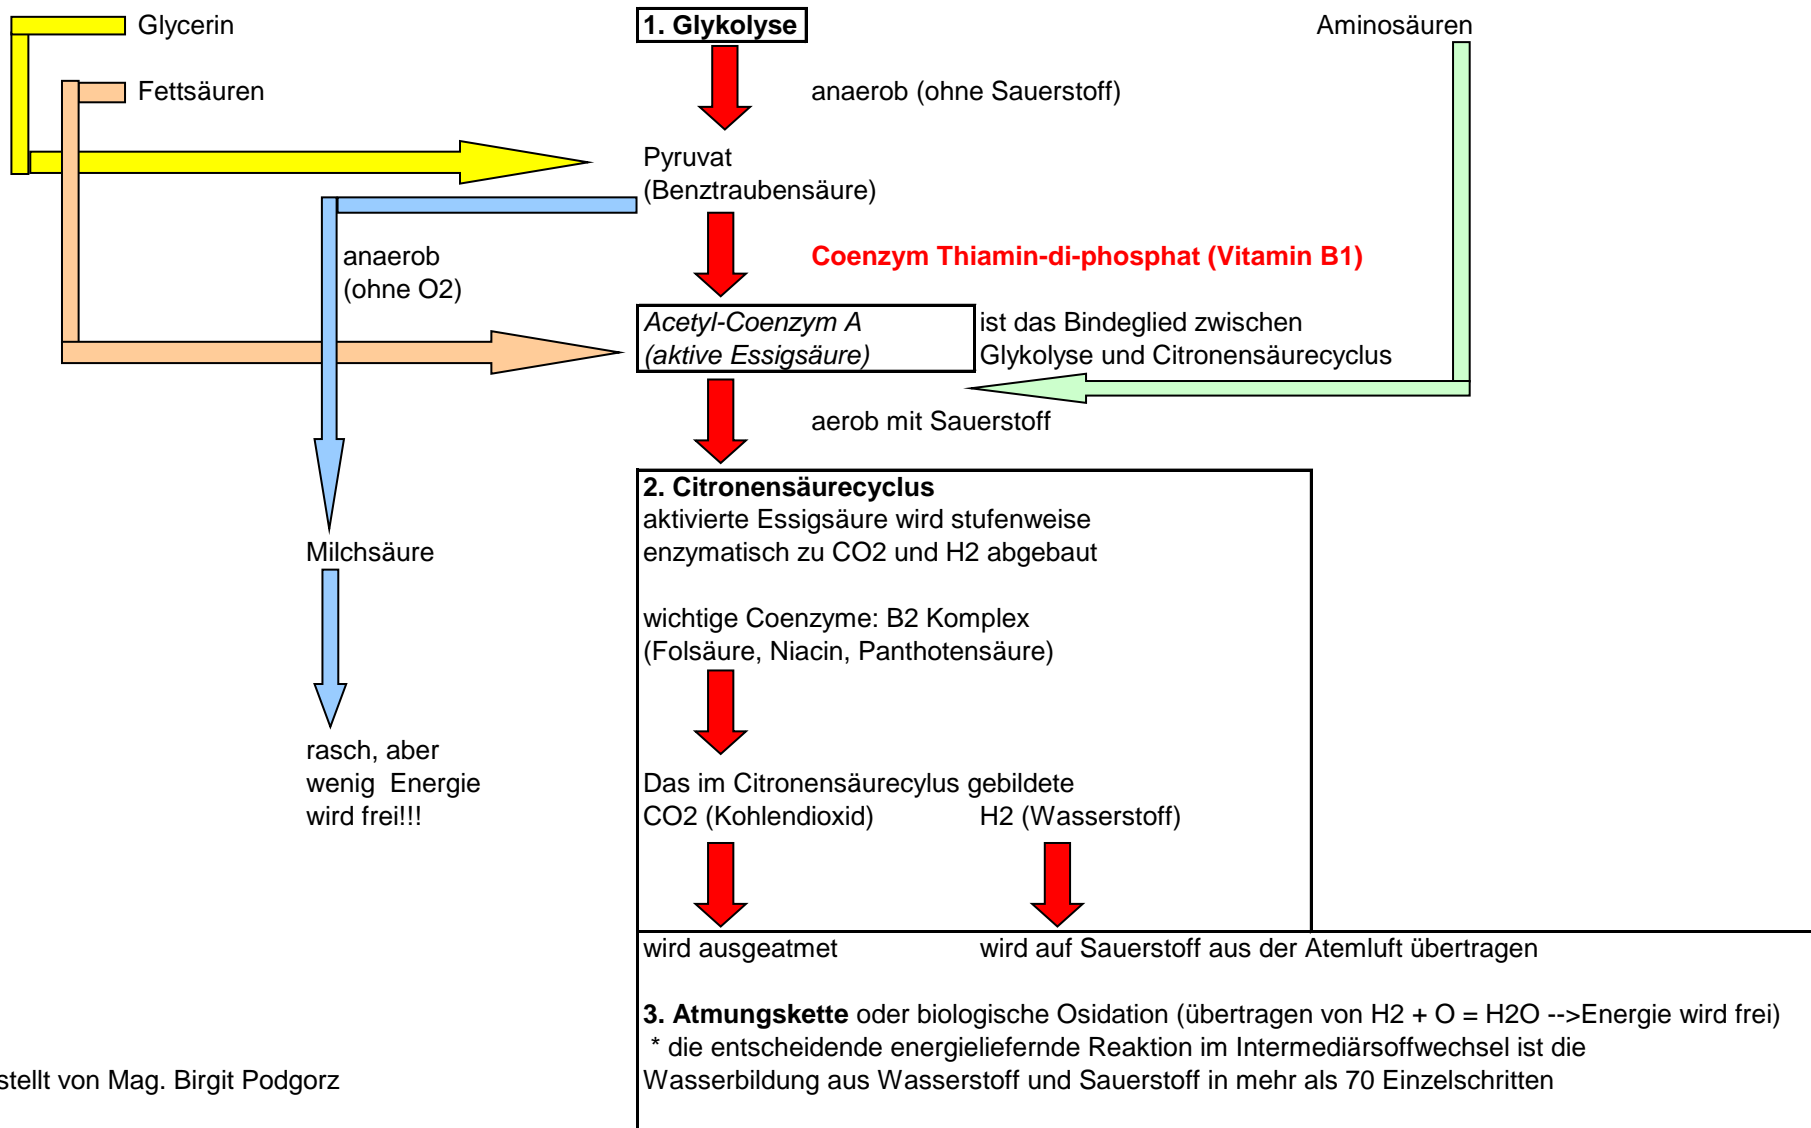 Glycerin
1. Glykolyse
Aminosäuren
Fettsäuren
anaerob (ohne Sauerstoff)
Pyruvat
(Benztraubensäure)
anaerob
(ohne O2)
Coenzym Thiamin-di-phosphat (Vitamin B1)
Acetyl-Coenzym A
(aktive Essigsäure)
ist das Bindeglied zwischen
Glykolyse und Citronensäurecyclus
aerob mit Sauerstoff
2. Citronensäurecyclus
aktivierte Essigsäure wird stufenweise
enzymatisch zu CO2 und H2 abgebaut
Milchsäure
wichtige Coenzyme: B2 Komplex
(Folsäure, Niacin, Panthotensäure)
rasch, aber
wenig  Energie
wird frei!!!
Das im Citronensäurecylus gebildete
CO2 (Kohlendioxid)
H2 (Wasserstoff)
wird ausgeatmet
wird auf Sauerstoff aus der Atemluft übertragen
3. Atmungskette oder biologische Osidation (übertragen von H2 + O = H2O -->Energie wird frei)
* die entscheidende energieliefernde Reaktion im Intermediärsoffwechsel ist die
Wasserbildung aus Wasserstoff und Sauerstoff in mehr als 70 Einzelschritten
stellt von Mag. Birgit Podgorz